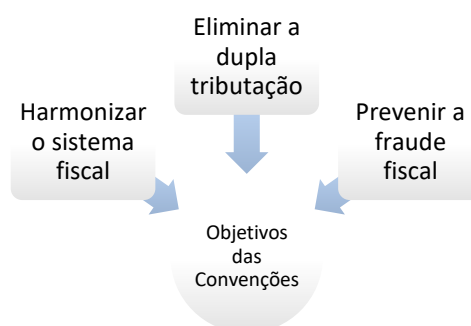 Eliminar a
dupla
tributação
Harmonizar
o sistema
fiscal
Prevenir a
fraude
fiscal
Objetivos
das
Convenções